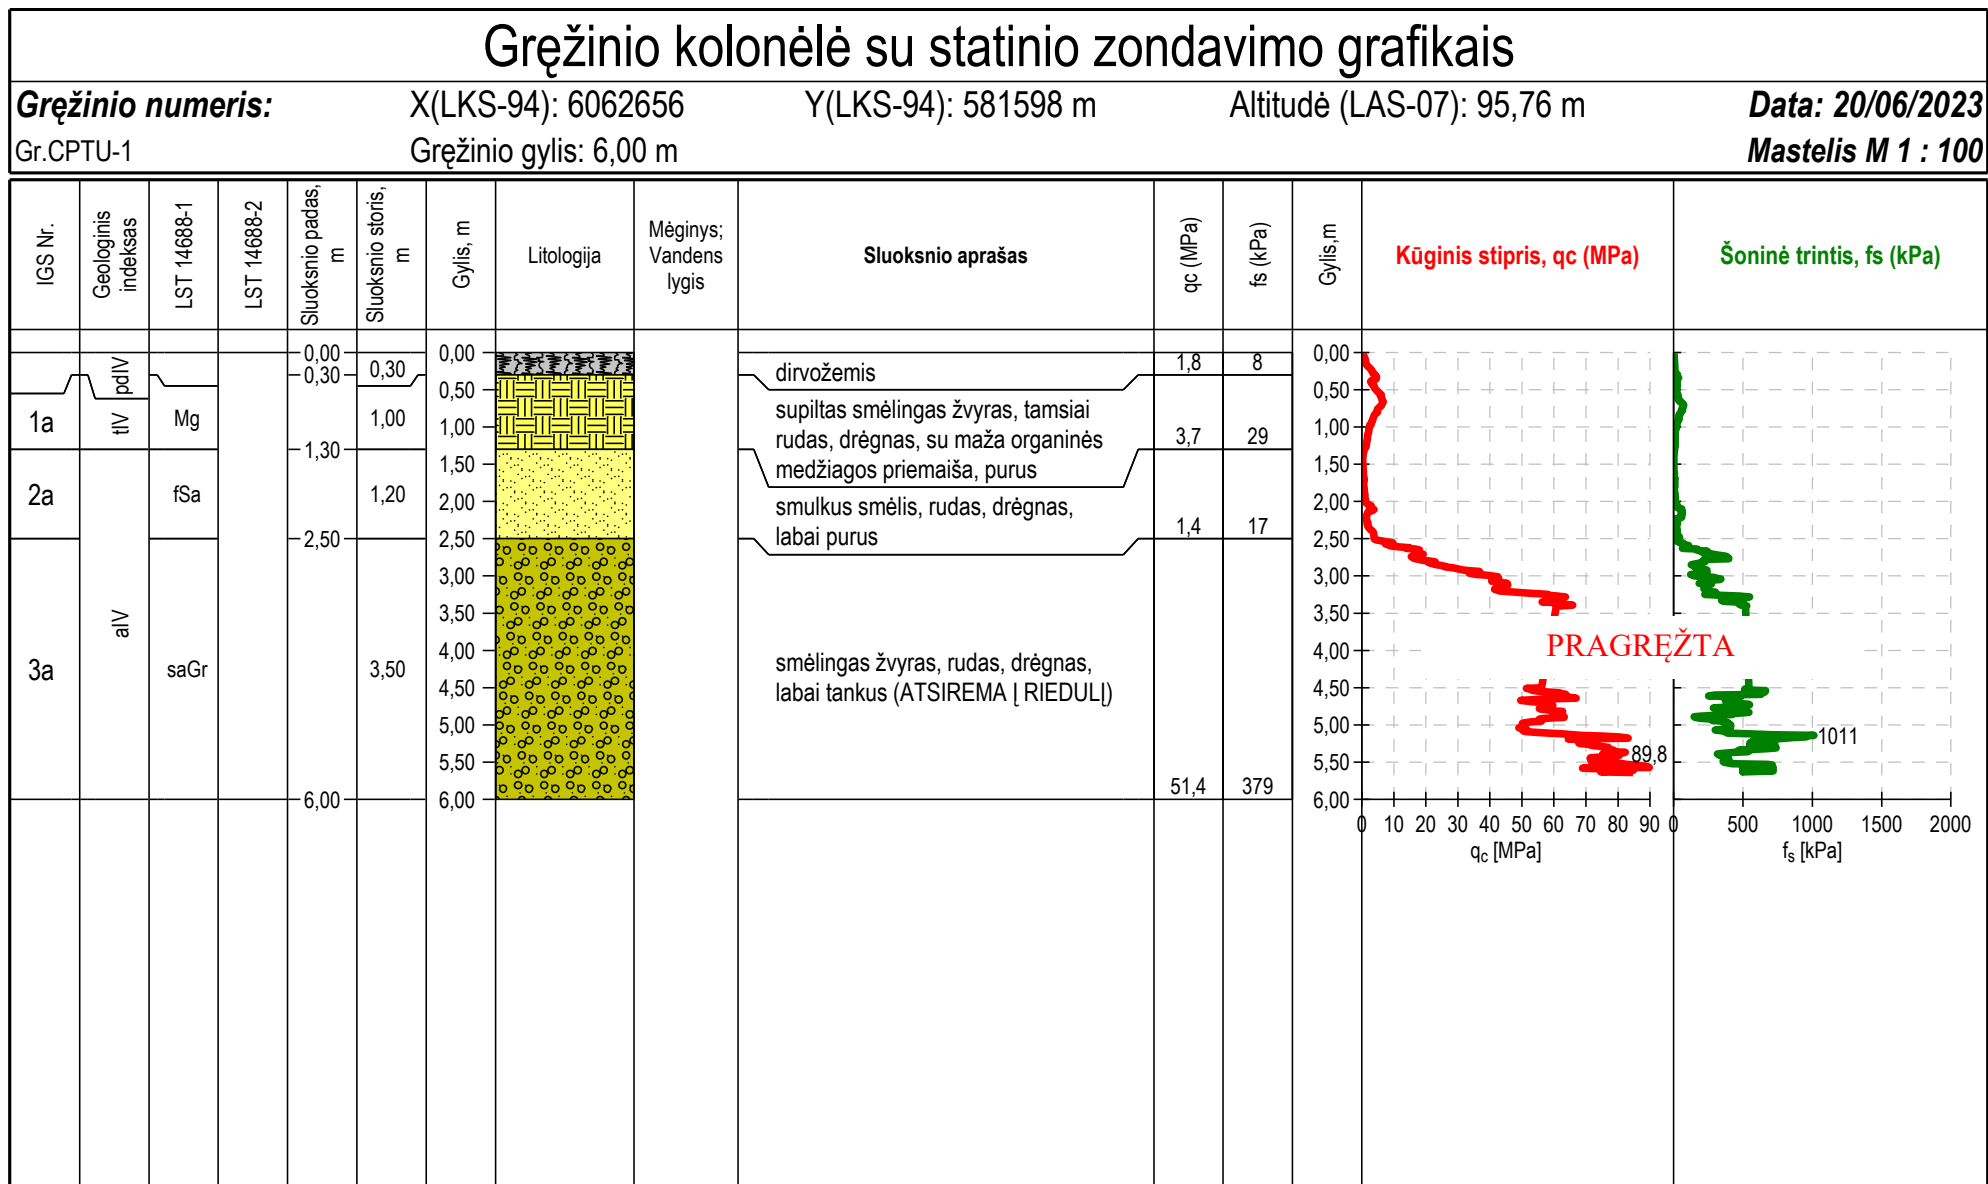 Gręžinio kolonėlė su statinio zondavimo grafikais
Gręžinio numeris: X(LKS-94): 6062656 Y(LKS-94): 581598 m Altitudė (LAS-07): 95,76 m Data: 20/06/2023
Gr.CPTU-1 Gręžinio gylis: 6,00 m Mastelis M 1 : 100
IGS Nr.
Geologinis
indeksas
LST 14688-1
LST 14688-2
Sluoksnio padas,
m
Sluoksnio storis,
m
Gylis, m
Litologija
Mėginys;
Vandens
lygis
Sluoksnio aprašas
qc (MPa)
fs (kPa)
Gylis,m
Kūginis stipris, qc (MPa)
Šoninė trintis, fs (kPa)
pdIV
0,00
0,30
0,30
dirvožemis
1,8 8
1a
tIV
Mg
1,30
1,00
supiltas smėlingas žvyras, tamsiai
rudas, drėgnas, su maža organinės
medžiagos priemaiša, purus
3,7 29
2a
fSa
2,50
1,20
smulkus smėlis, rudas, drėgnas,
labai purus
1,4 17
3a
aIV
saGr
6,00
3,50
smėlingas žvyras, rudas, drėgnas,
labai tankus (ATSIREMA Į RIEDULĮ)
51,4 379
0,00
0,50
1,00
1,50
2,00
2,50
3,00
3,50
4,00
4,50
5,00
5,50
6,00
0,00
0,50
1,00
1,50
2,00
2,50
3,00
3,50
4,00
4,50
5,00
5,50
6,00
PRAGRĘŽTA
89,8
1011
0 10 20 30 40 50 60 70 80 90
qc [MPa]
0 500 1000 1500 2000
fs [kPa]